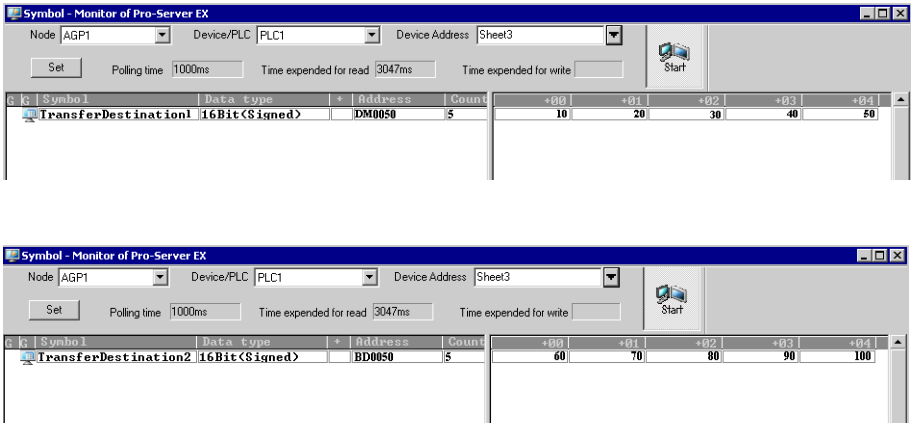 Symbol - Monitor of Pro-Server EX
Node AGP1 Device/PLC PLC1 Device Address Sheet3
Set Polling time 1000ms Time expended for read 3047ms Time expended for write Start
G G Symbol Data type + Address Count +00 +01 +02 +03 +04
TransferDestination1 16Bit(Signed) DM0050 5 10 20 30 40 50
Symbol - Monitor of Pro-Server EX
Node AGP1 Device/PLC PLC1 Device Address Sheet3
Set Polling time 1000ms Time expended for read 3047ms Time expended for write Start
G G Symbol Data type + Address Count +00 +01 +02 +03 +04
TransferDestination2 16Bit(Signed) BD0050 5 60 70 80 90 100